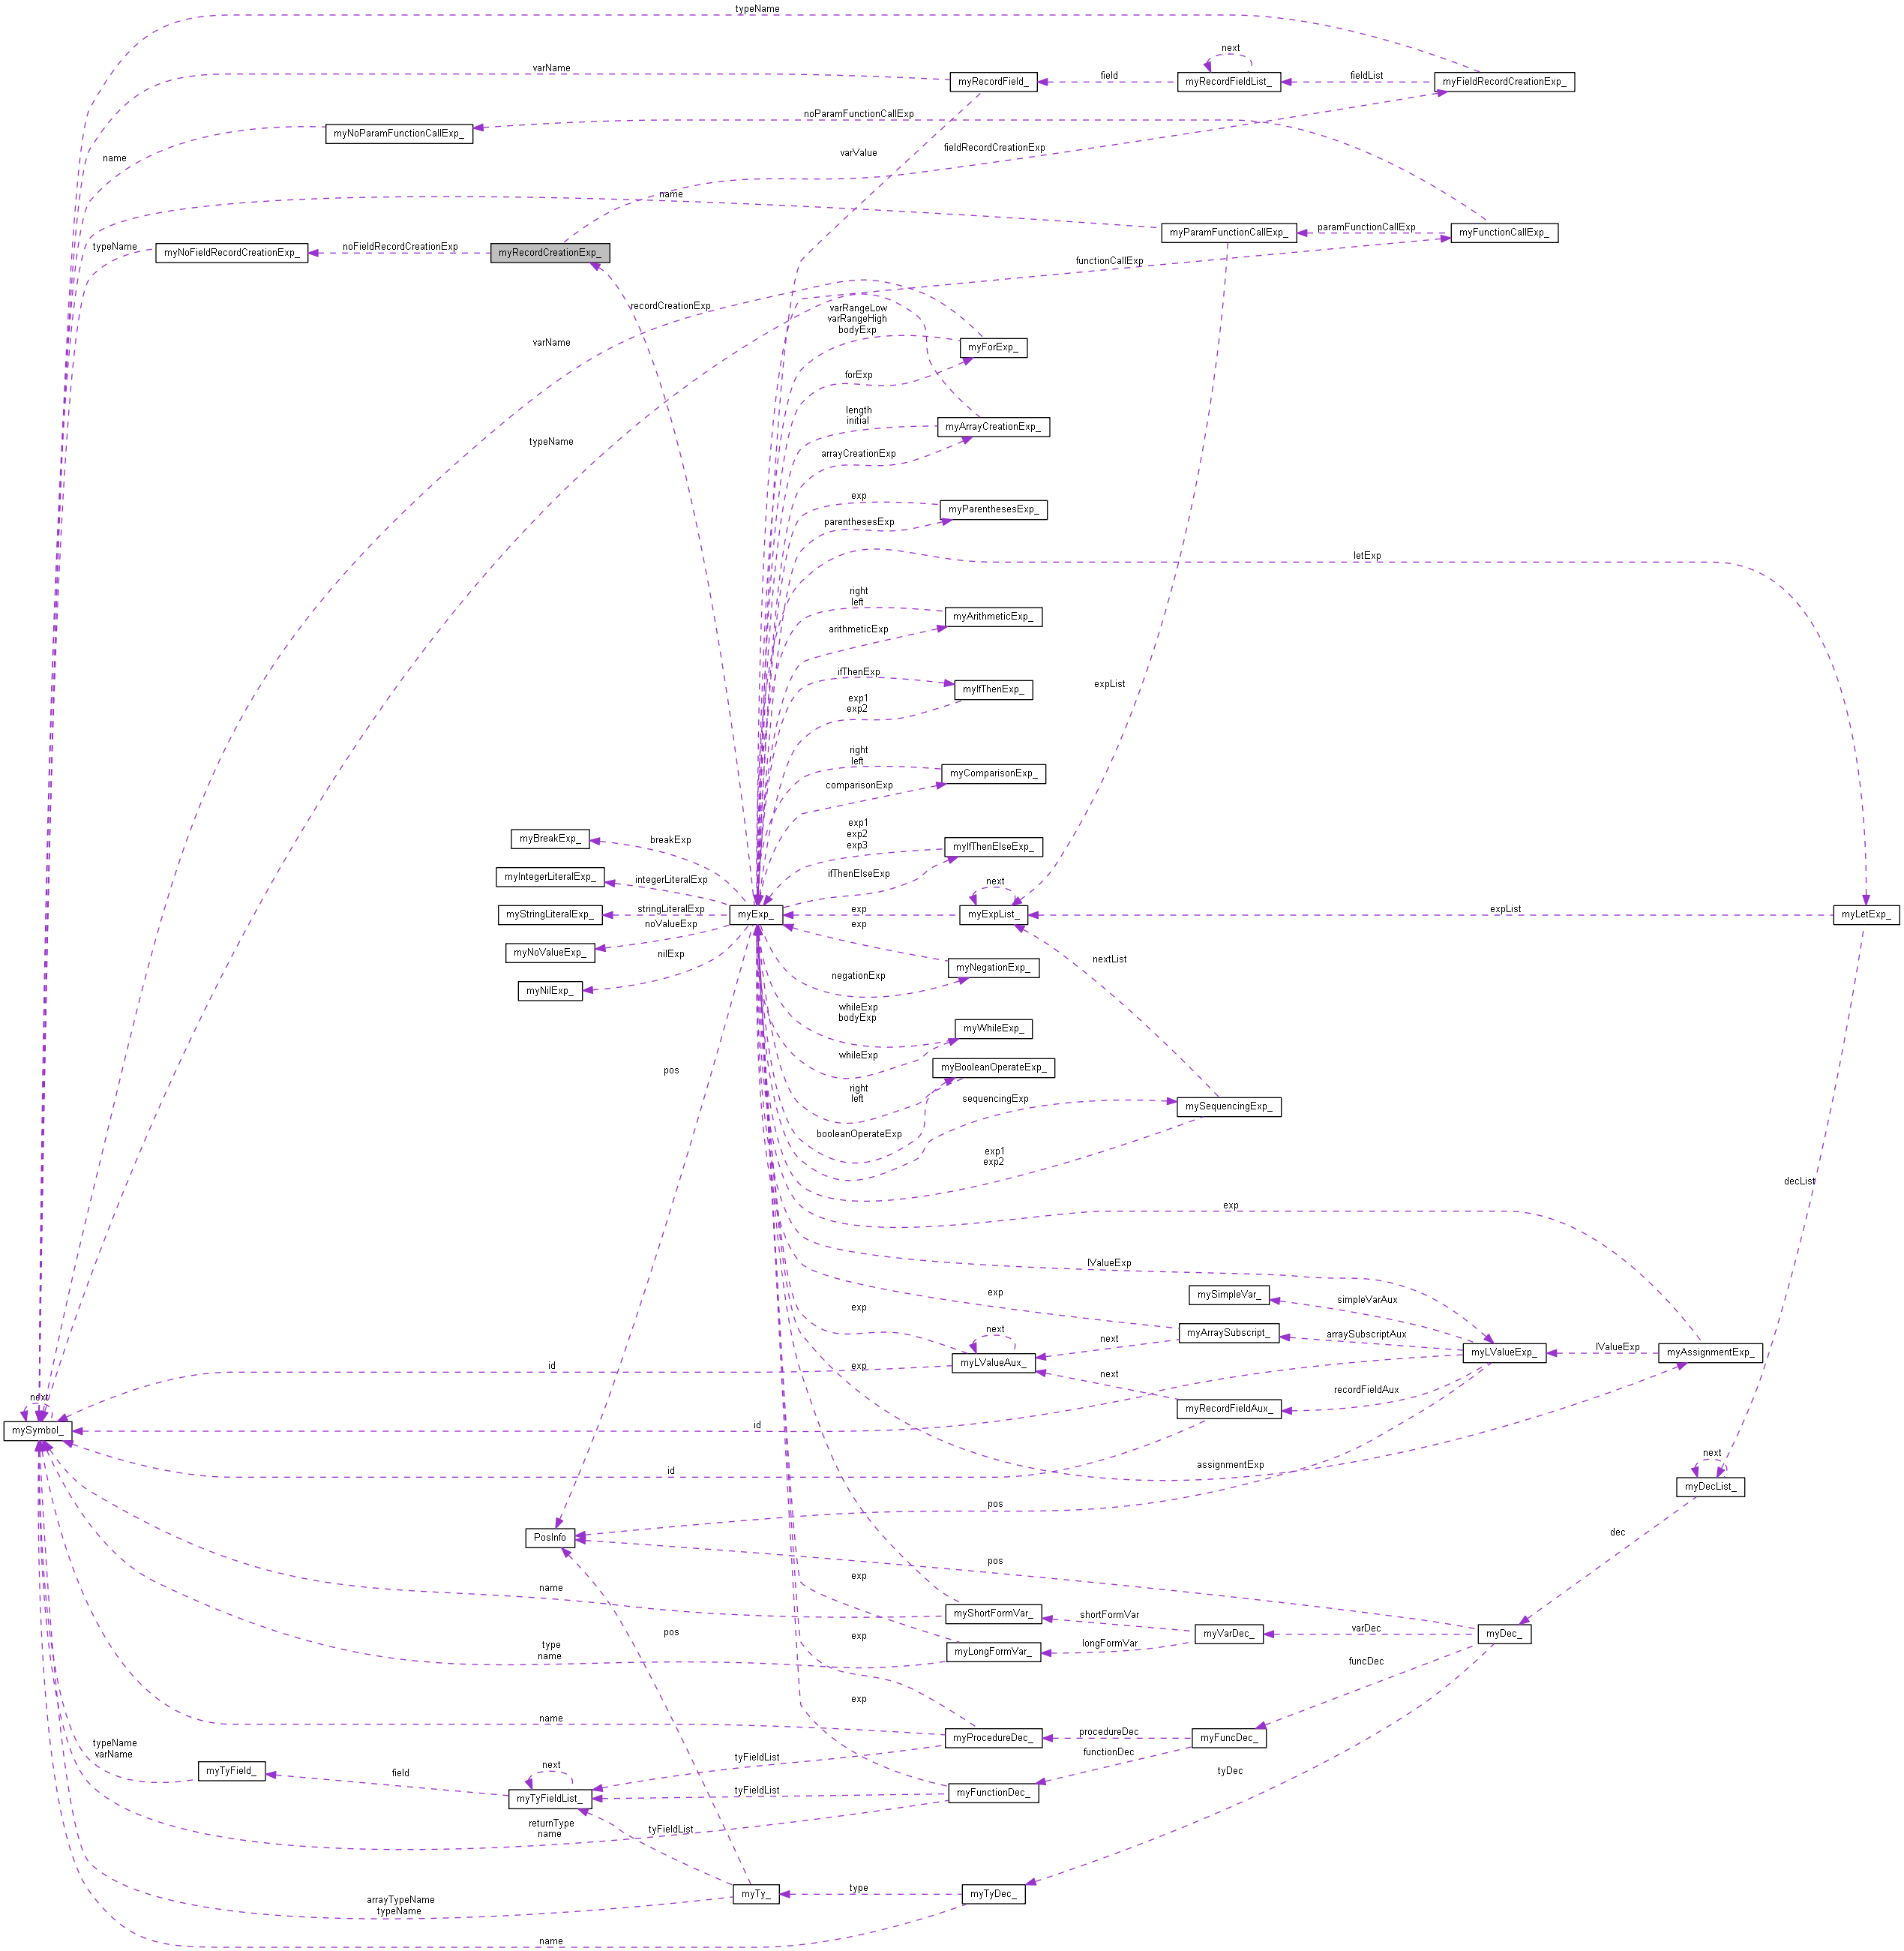 typeName
next
varName
myRecordField_
field
myRecordFieldList_
fieldList
myFieldRecordCreationExp_
noParamFunctionCallExp
myNoParamFunctionCallExp_
name
varValue
fieldRecordCreationExp
name
myParamFunctionCallExp_
paramFunctionCallExp
myFunctionCallExp_
typeName
myNoFieldRecordCreationExp_
noFieldRecordCreationExp
myRecordCreationExp_
functionCallExp
recordCreationExp
varRangeLow
varRangeHigh
bodyExp
varName
myForExp_
forExp
length
initial
myArrayCreationExp_
typeName
arrayCreationExp
exp
myParenthesesExp_
parenthesesExp
letExp
right
left
myArithmeticExp_
arithmeticExp
ifThenExp
myIfThenExp_
expList
exp1
exp2
right
left
myComparisonExp_
comparisonExp
exp1
exp2
exp3
myBreakExp_
breakExp
myIfThenElseExp_
myIntegerLiteralExp_
integerLiteralExp
ifThenElseExp
next
myStringLiteralExp_
stringLiteralExp
myExp_
exp
myExpList_
expList
myLetExp_
noValueExp
exp
myNoValueExp_
nilExp
nextList
myNegationExp_
negationExp
myNilExp_
whileExp
bodyExp
myWhileExp_
whileExp
pos
myBooleanOperateExp_
right
left
sequencingExp
mySequencingExp_
booleanOperateExp
exp1
exp2
decList
exp
lValueExp
exp
mySimpleVar_
simpleVarAux
exp
next
next
myArraySubscript_
arraySubscriptAux
lValueExp
myLValueExp_
myAssignmentExp_
id
exp
myLValueAux_
next
recordFieldAux
next
myRecordFieldAux_
mySymbol_
id
id
assignmentExp
next
myDecList_
pos
PosInfo
dec
pos
exp
name
myShortFormVar_
shortFormVar
pos
exp
myVarDec_
varDec
myDec_
type
name
myLongFormVar_
longFormVar
funcDec
exp
name
typeName
varName
myProcedureDec_
procedureDec
myFuncDec_
tyFieldList
functionDec
next
myTyField_
field
tyDec
tyFieldList
myFunctionDec_
myTyFieldList_
returnType
name
tyFieldList
arrayTypeName
typeName
myTy_
type
myTyDec_
name